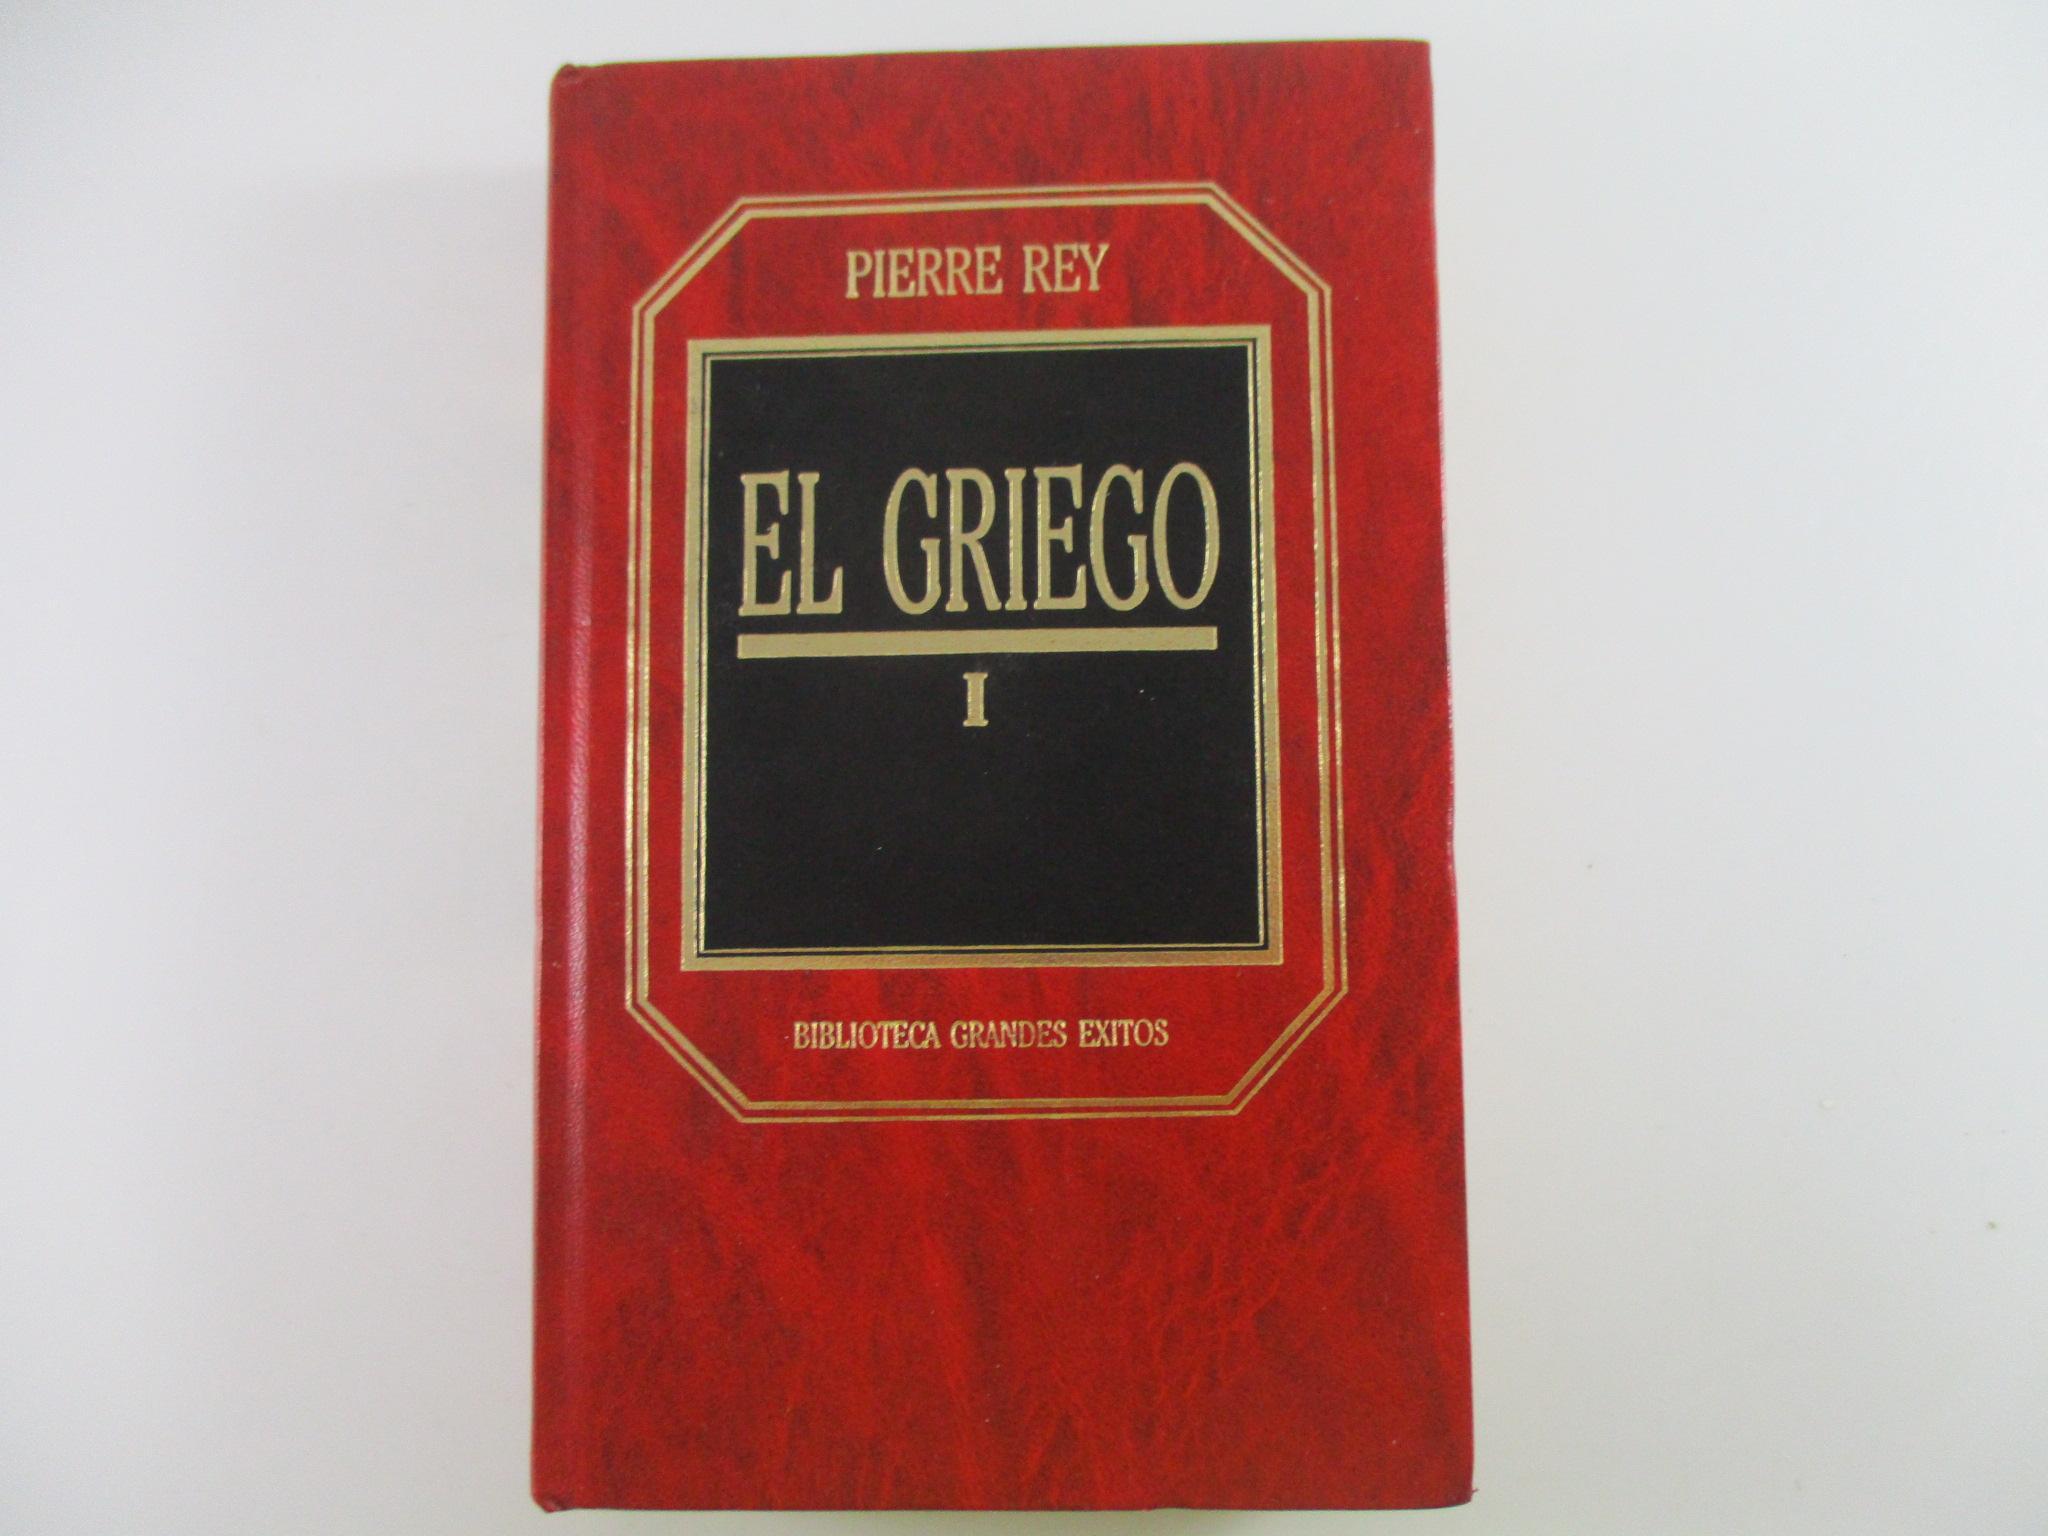 PIERRE REY
EL GRIEGO
I
BIBLIOTECA GRANDES EXITOS